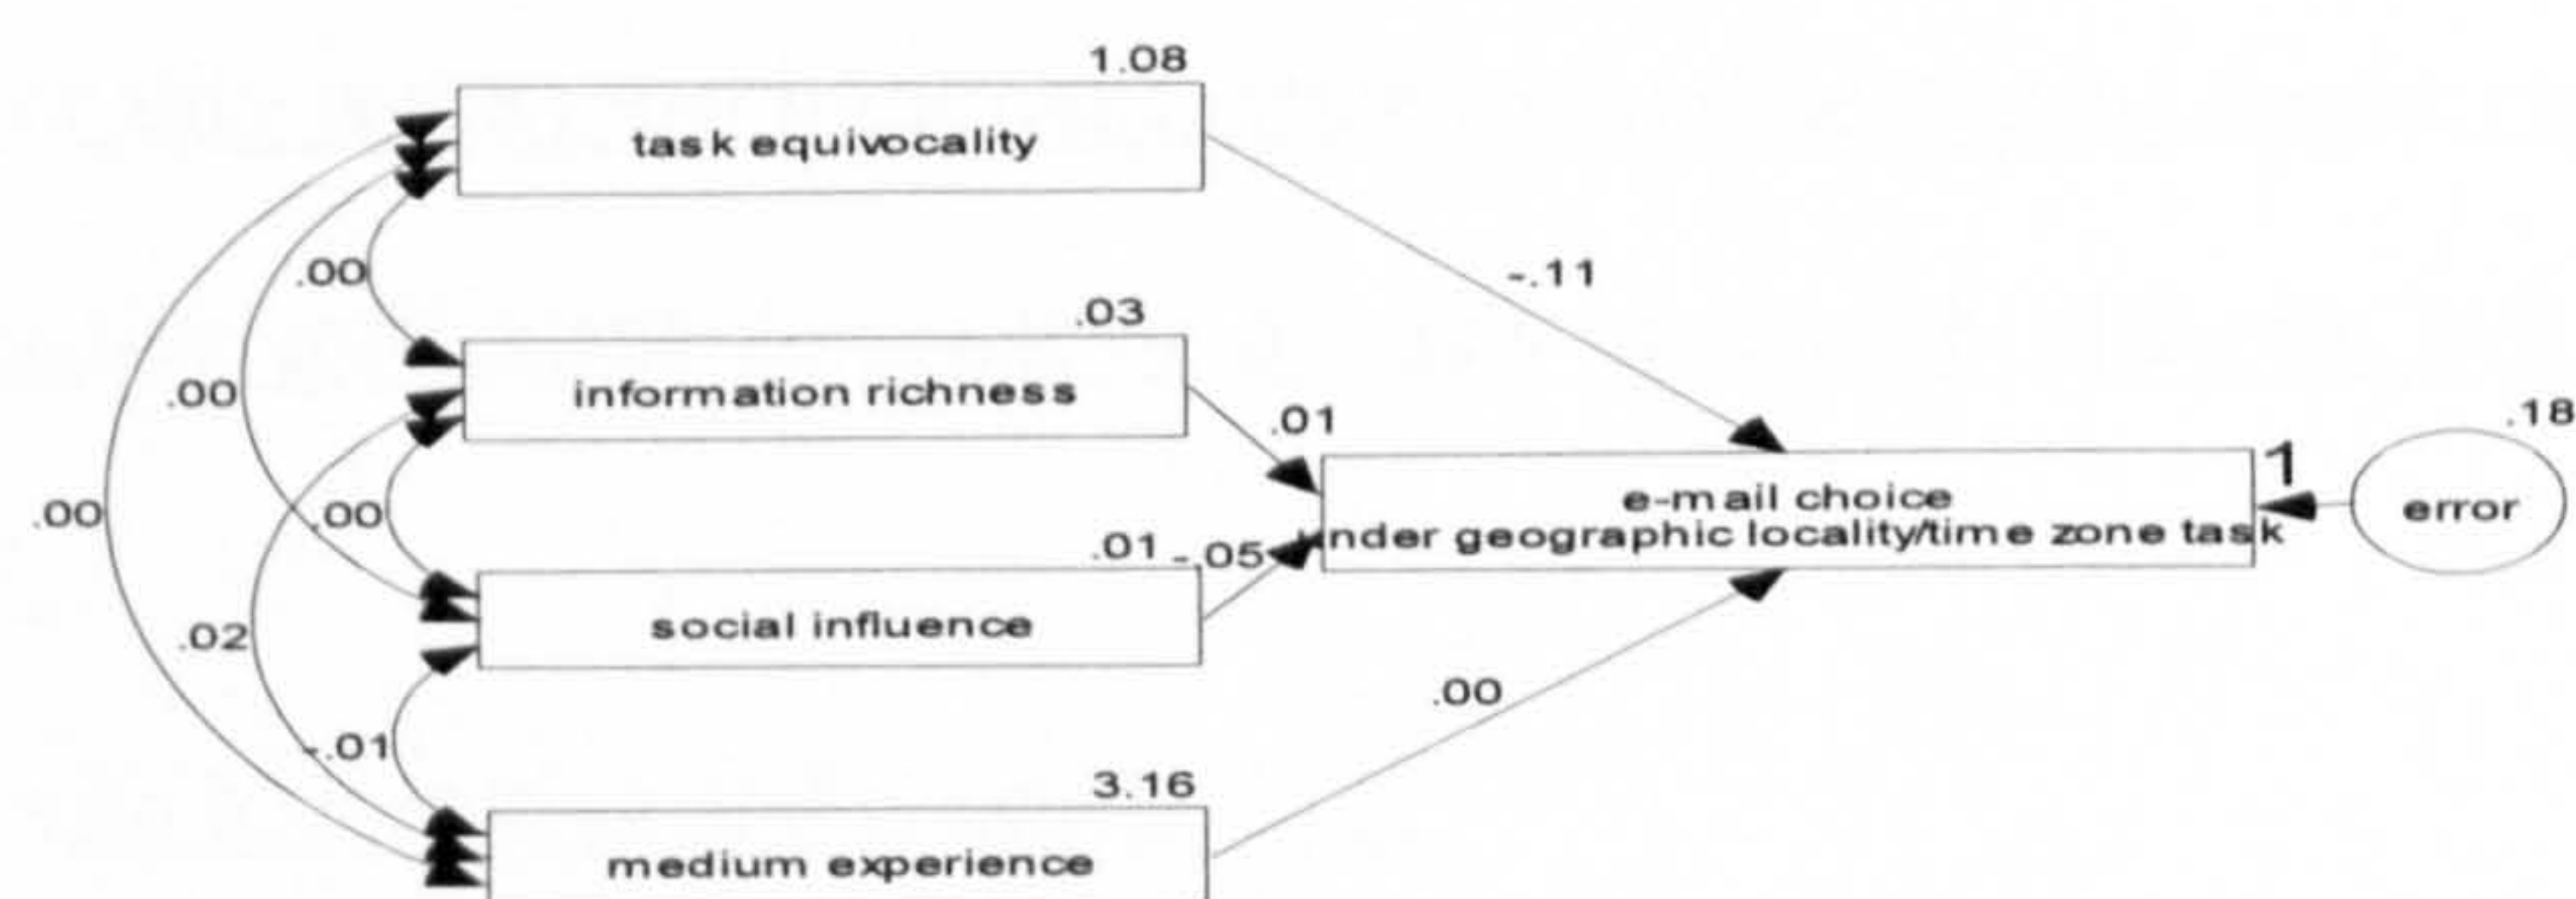 1.08
task equivocality
.00
-.11
.03
information richness
.00
.01
.18
1
e-mail choice
error
under geographic locality/time zone task
.00
.00
.01
-.05
social influence
.02
.00
-.01
3.16
medium experience